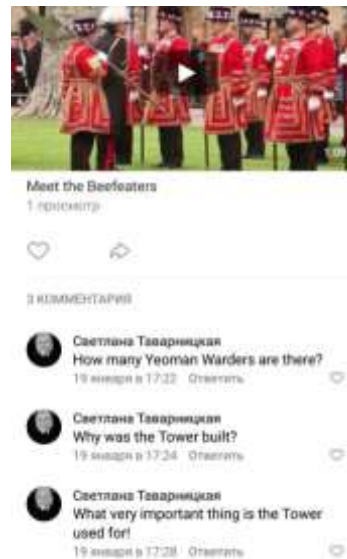 1:09
Meet the Beefeaters
1 просмотр
3 КОММЕНТАРИЯ
Светлана Таварницкая
How many Yeoman Warders are there?
19 января в 17:22 Ответить
Светлана Таварницкая
Why was the Tower built?
19 января в 17:24 Ответить
Светлана Таварницкая
What very important thing is the Tower
used for!
19 января в 17:28 Ответить